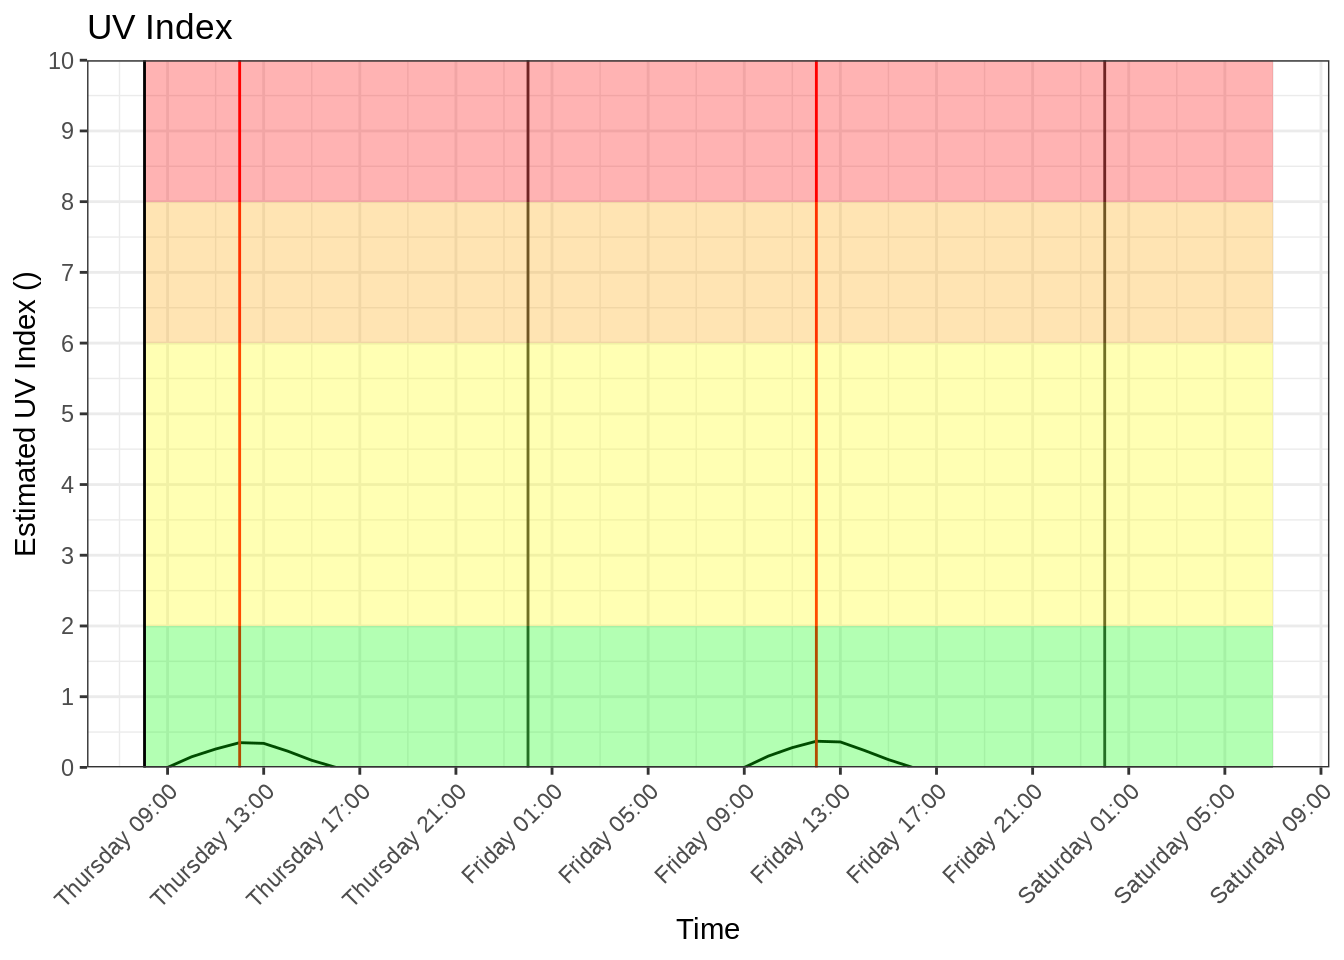 UV Index
Estimated UV Index ()
10
9
8
7
6
5
4
3
2
1
0
Thursday 09:00
Thursday 13:00
Thursday 17:00
Thursday 21:00
Friday 01:00
Friday 05:00
Friday 09:00
Friday 13:00
Friday 17:00
Friday 21:00
Saturday 01:00
Saturday 05:00
Saturday 09:00
Time